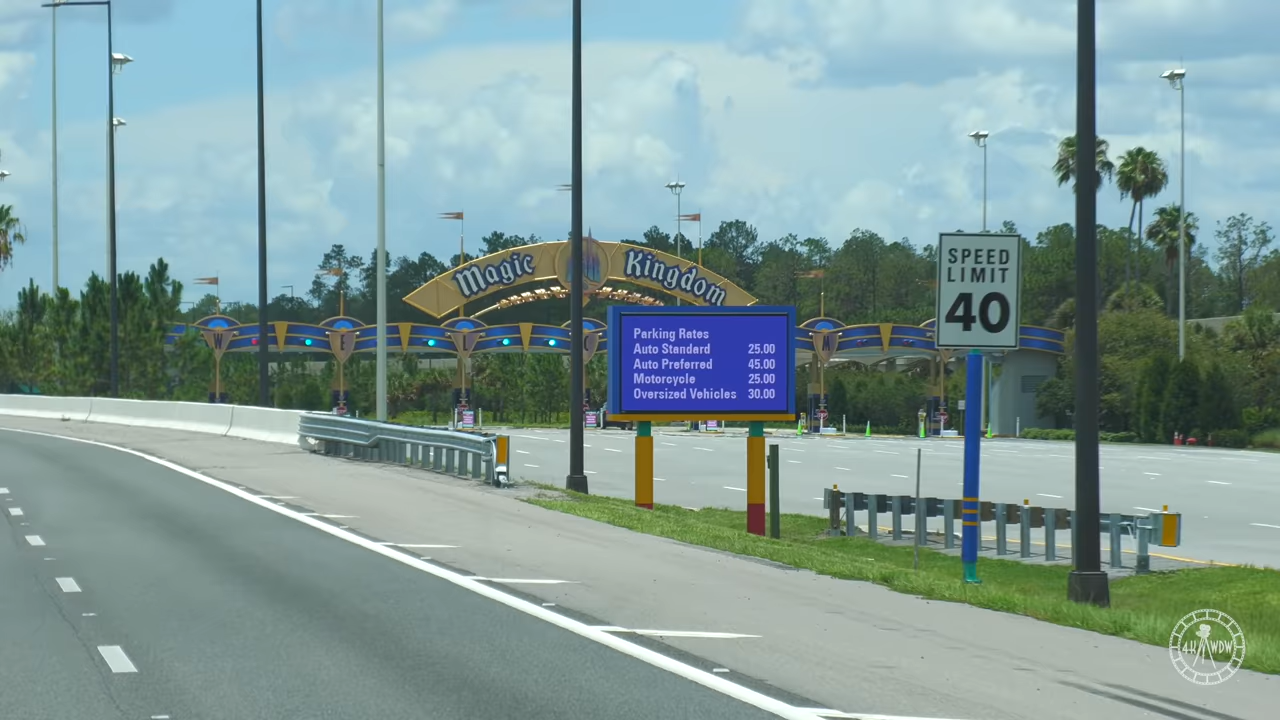 Magic Kingdom
W E L C M
SPEED
LIMIT
40
Parking Rates
Auto Standard 25.00
Auto Preferred 45.00
Motorcycle 25.00
Oversized Vehicles 30.00
4K WDW